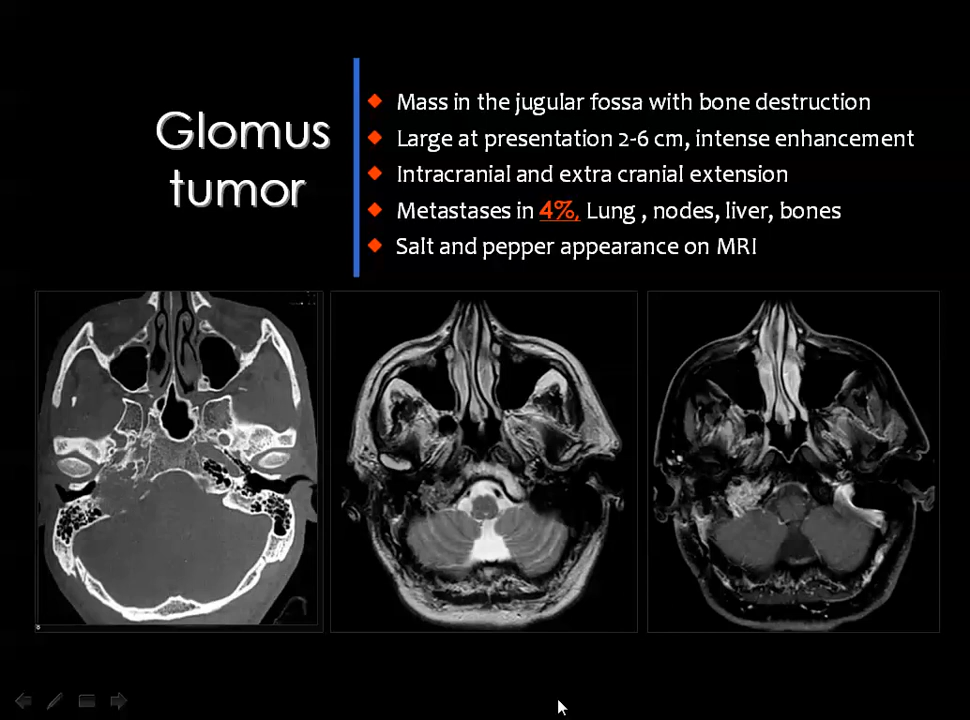 Glomus
tumor
Mass in the jugular fossa with bone destruction
Large at presentation 2-6 cm, intense enhancement
Intracranial and extra cranial extension
Metastases in 4%, Lung , nodes, liver, bones
Salt and pepper appearance on MRI